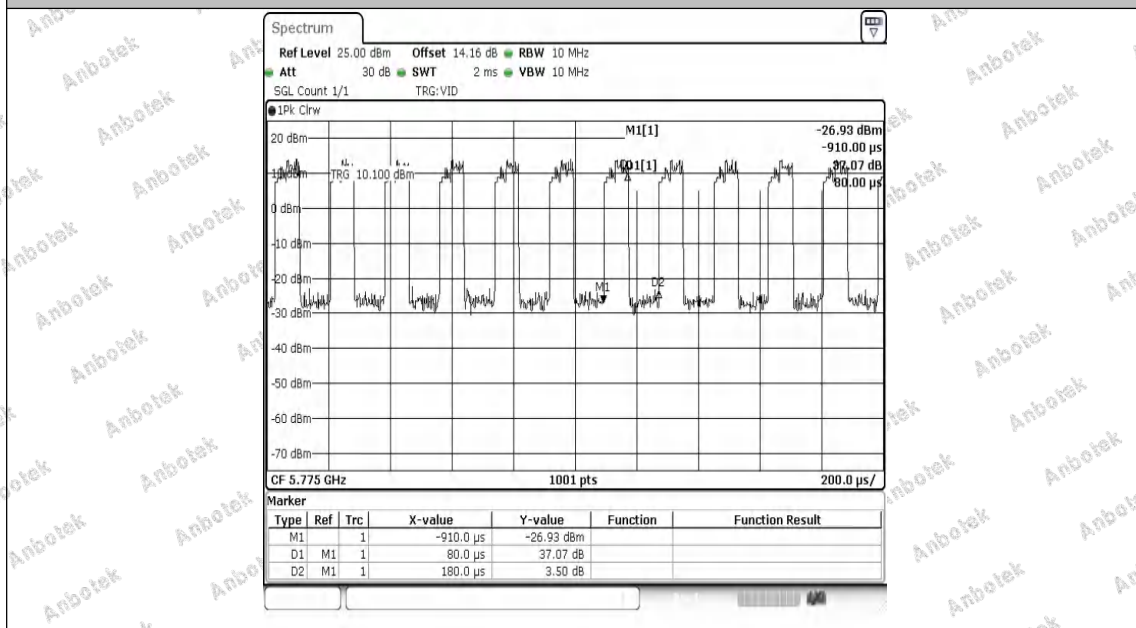 Spectrum
Ref Level 25.00 dBm Offset 14.16 dB RBW 10 MHz
Att 30 dB SWT 2 ms VBW 10 MHz
SGL Count 1/1 TRG:VID
1Pk Clrw
M1[1] -26.93 dBm
-910.00 µs
D1[1] 37.07 dB
80.00 µs
20 dBm
10 dBm
TRG 10.100 dBm
0 dBm
-10 dBm
-20 dBm
-30 dBm
-40 dBm
-50 dBm
-60 dBm
-70 dBm
M1
D2
CF 5.775 GHz 1001 pts 200.0 µs/
Marker
Type Ref Trc X-value Y-value Function Function Result
M1 1 -910.0 µs -26.93 dBm
D1 M1 1 80.0 µs 37.07 dB
D2 M1 1 180.0 µs 3.50 dB
Anbotek